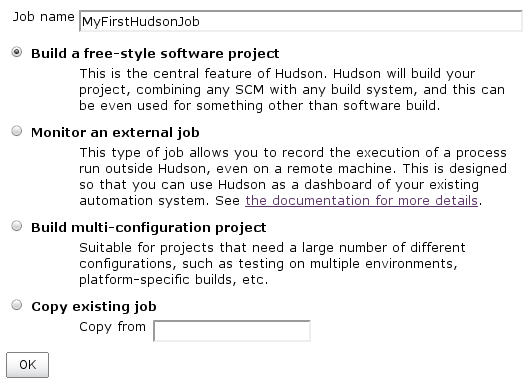 Job name MyFirstHudsonJob
Build a free-style software project
This is the central feature of Hudson. Hudson will build your
project, combining any SCM with any build system, and this can
be even used for something other than software build.
Monitor an external job
This type of job allows you to record the execution of a process
run outside Hudson, even on a remote machine. This is designed
so that you can use Hudson as a dashboard of your existing
automation system. See the documentation for more details.
Build multi-configuration project
Suitable for projects that need a large number of different
configurations, such as testing on multiple environments,
platform-specific builds, etc.
Copy existing job
Copy from
OK